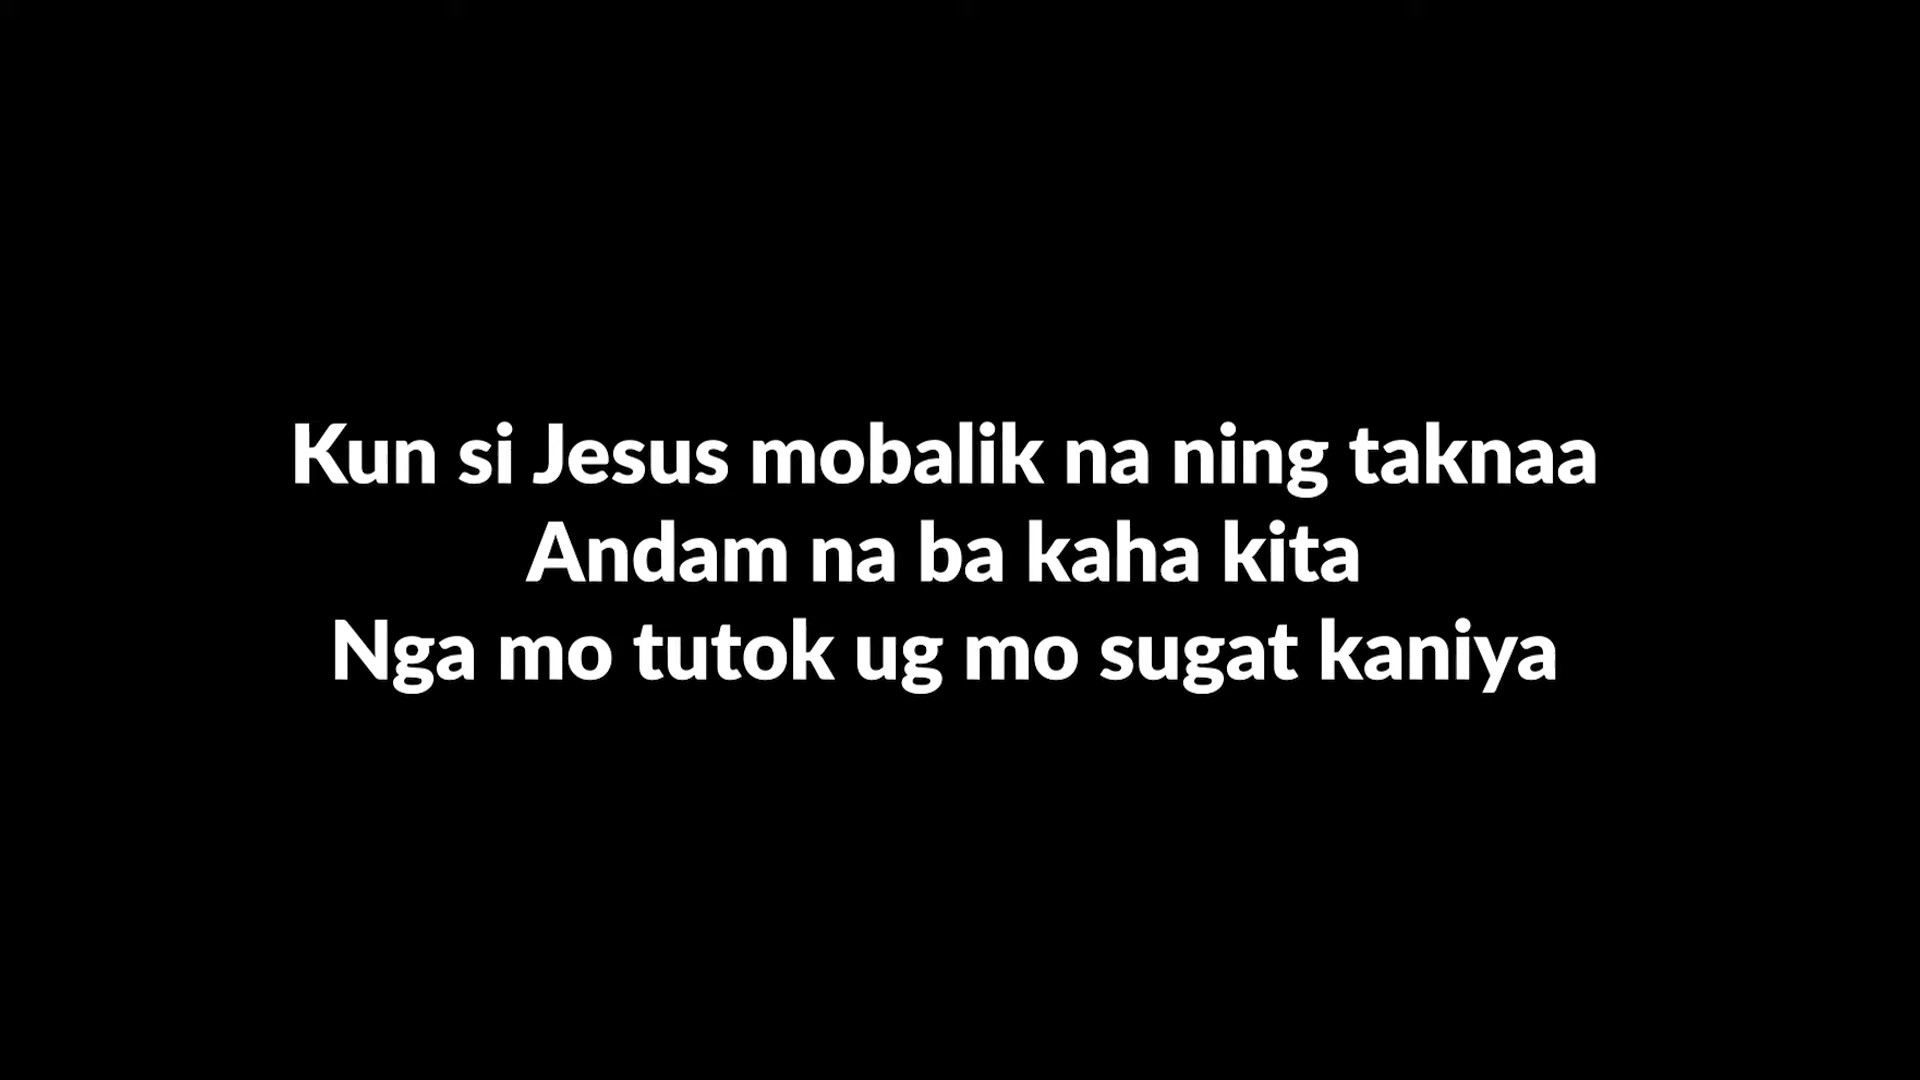 Kun si Jesus mobalik na ning taknaa
Andam na ba kaha kita
Nga mo tutok ug mo sugat kaniya